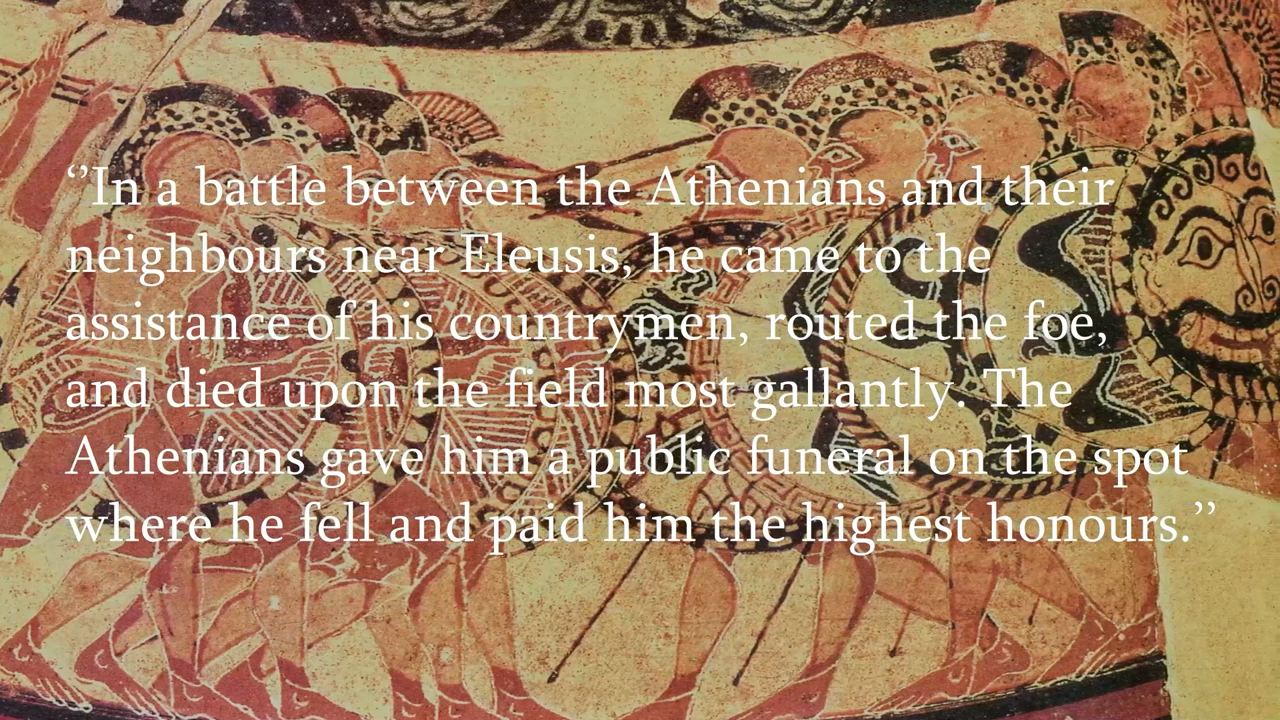 ‘’In a battle between the Athenians and their
neighbours near Eleusis, he came to the
assistance of his countrymen, routed the foe,
and died upon the field most gallantly. The
Athenians gave him a public funeral on the spot
where he fell and paid him the highest honours.’’